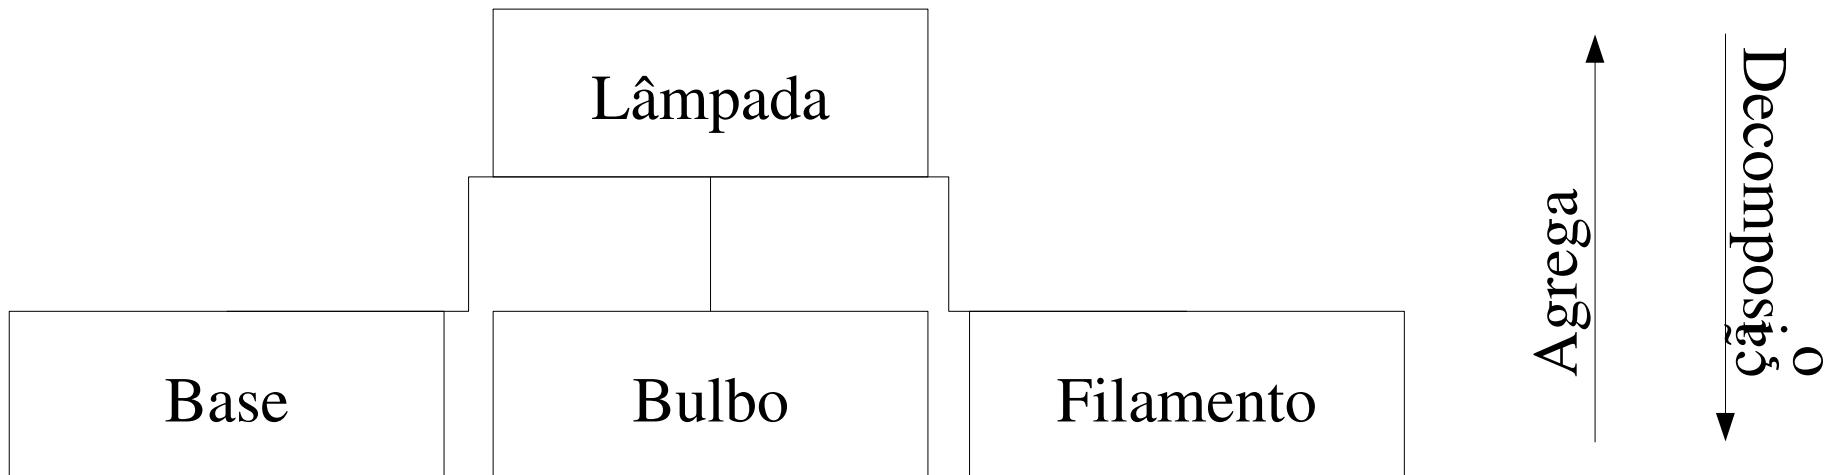 Lâmpada
Base Bulbo Filamento
Agrega
Decomposição